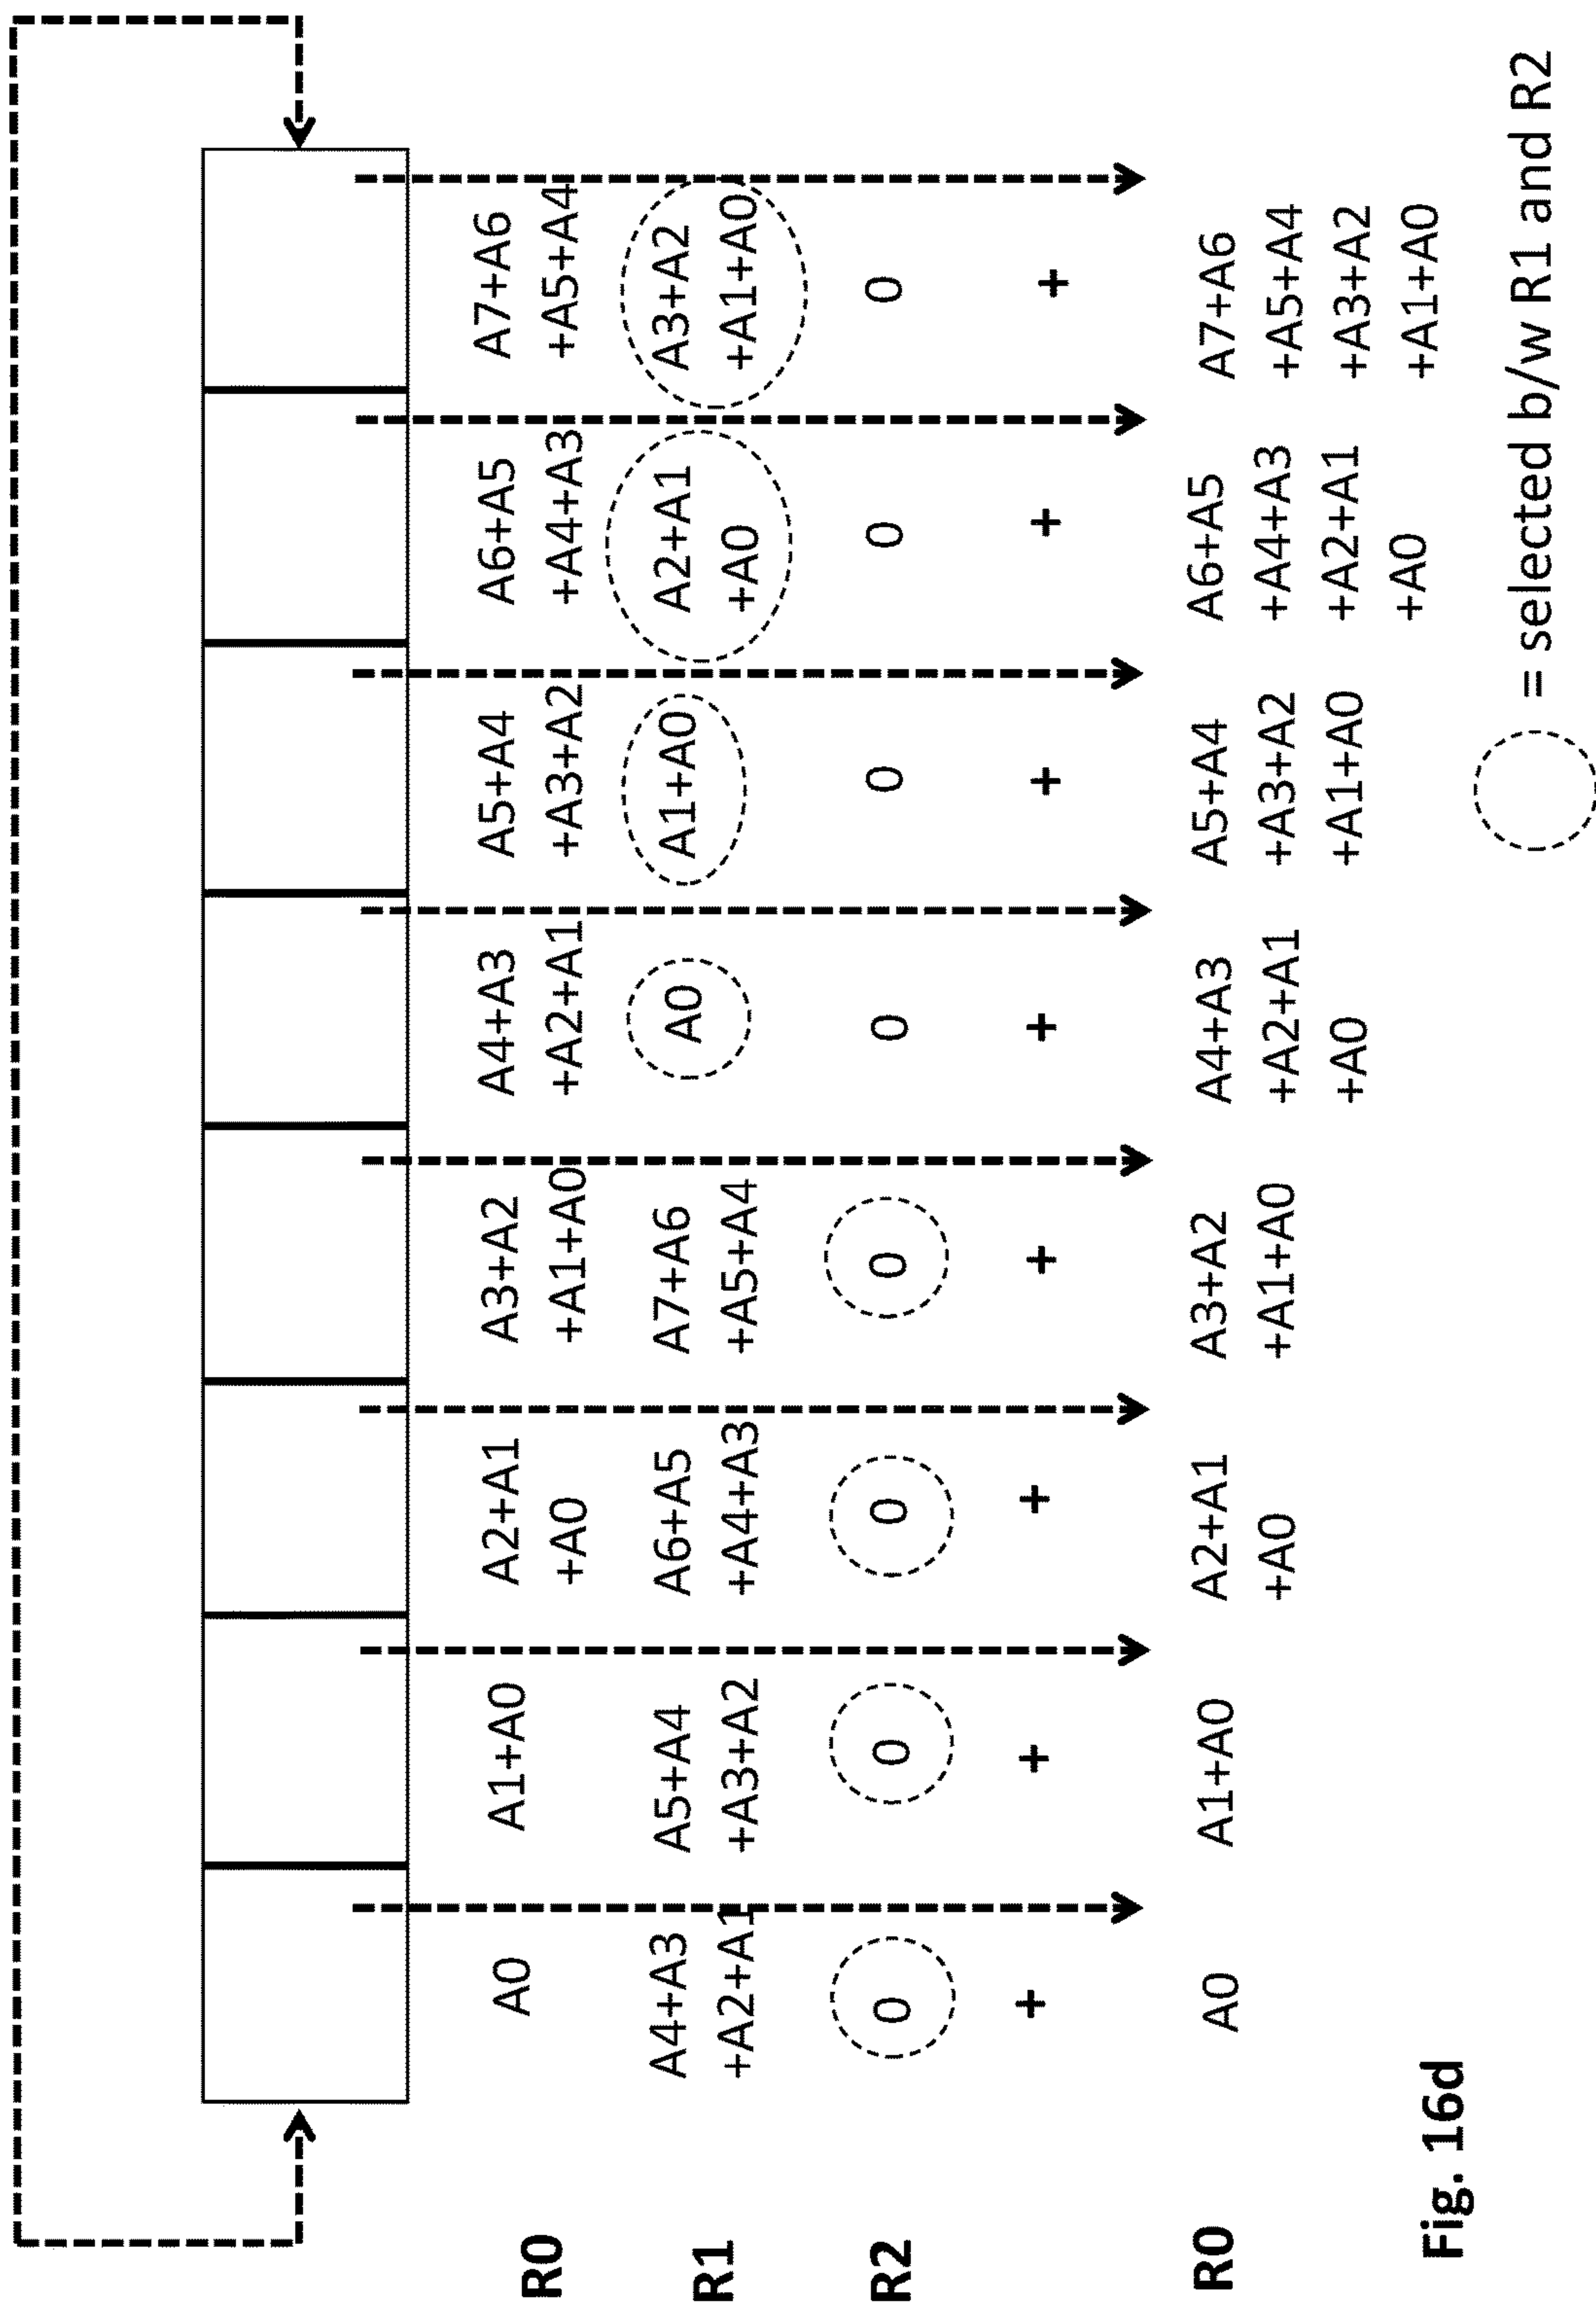 R0 A0 A1+A0 A2+A1 A3+A2 A4+A3 A5+A4 A6+A5 A7+A6
+A0 +A1+A0 +A2+A1 +A3+A2 +A4+A3 +A5+A4
R1 A4+A3 A5+A4 A6+A5 A7+A6 A0 A1+A0 A2+A1 A3+A2
+A2+A1 +A3+A2 +A4+A3 +A5+A4 +A0 +A1+A0
R2 0 0 0 0 0 0 0 0
+ + + + + + + +
R0 A0 A1+A0 A2+A1 A3+A2 A4+A3 A5+A4 A6+A5 A7+A6
+A0 +A1+A0 +A2+A1 +A3+A2 +A4+A3 +A5+A4
+A0 +A1+A0 +A2+A1 +A3+A2
+A0 +A1+A0
Fig. 16d
= selected b/w R1 and R2